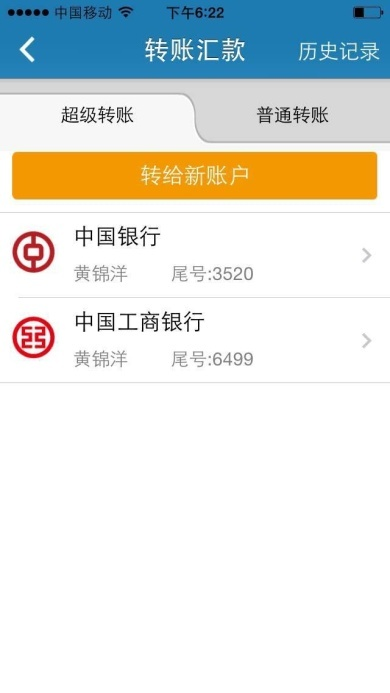 中国移动 下午6:22
转账汇款 历史记录
超级转账 普通转账
转给新账户
中国银行
黄锦洋 尾号:3520
中国工商银行
黄锦洋 尾号:6499